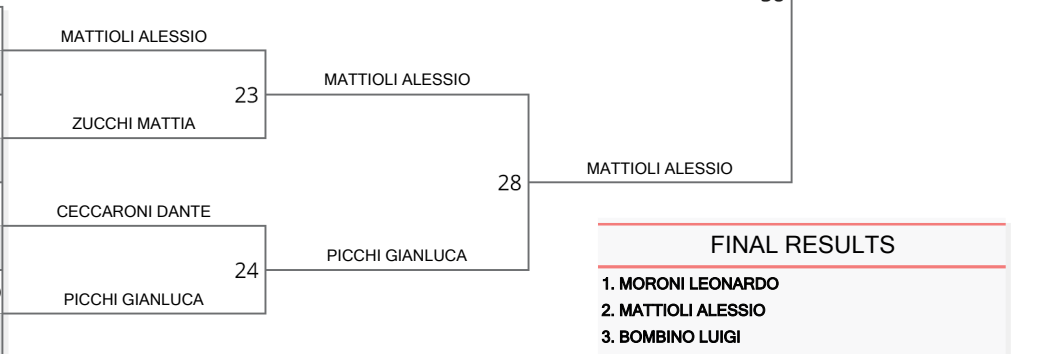 MATTIOLI ALESSIO
23
MATTIOLI ALESSIO
ZUCCHI MATTIA
28
MATTIOLI ALESSIO
CECCARONI DANTE
24
PICCHI GIANLUCA
PICCHI GIANLUCA
FINAL RESULTS
1. MORONI LEONARDO
2. MATTIOLI ALESSIO
3. BOMBINO LUIGI